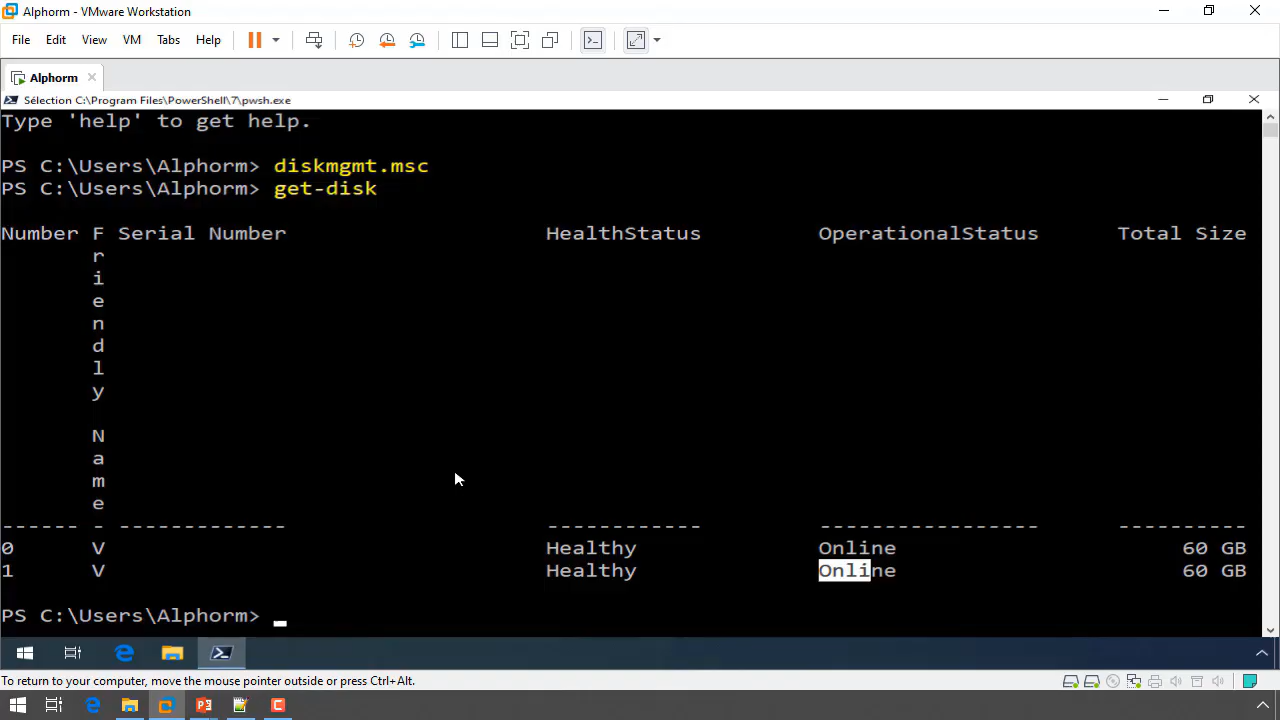 Alphorm - VMware Workstation
File Edit View VM Tabs Help
Alphorm
Sélection C:\Program Files\PowerShell\7\pwsh.exe
Type 'help' to get help.
PS C:\Users\Alphorm> diskmgmt.msc
PS C:\Users\Alphorm> get-disk
Number F Serial Number HealthStatus OperationalStatus Total Size
r
i
e
n
d
l
y
N
a
m
e
------ - ------------- ------------ ----------------- ----------
0 V Healthy Online 60 GB
1 V Healthy Online 60 GB
PS C:\Users\Alphorm> _
To return to your computer, move the mouse pointer outside or press Ctrl+Alt.